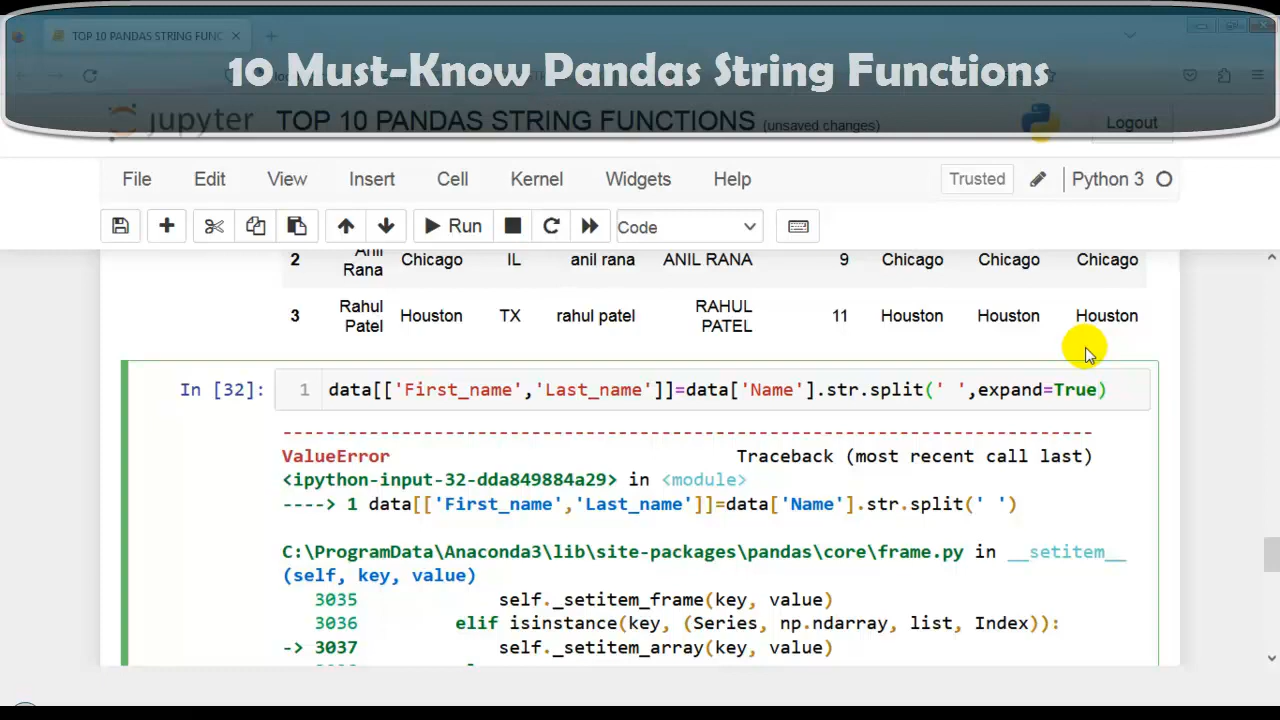 TOP 10 PANDAS STRING FUNC
10 Must-Know Pandas String Functions
jupyter TOP 10 PANDAS STRING FUNCTIONS (unsaved changes) Logout
File Edit View Insert Cell Kernel Widgets Help Trusted Python 3
Run Code
2 Anil Rana Chicago IL anil rana ANIL RANA 9 Chicago Chicago Chicago
3 Rahul Patel Houston TX rahul patel RAHUL PATEL 11 Houston Houston Houston
In [32]: 1 data[['First_name','Last_name']]=data['Name'].str.split(' ',expand=True)
---------------------------------------------------------------------------
ValueError Traceback (most recent call last)
<ipython-input-32-dda849884a29> in <module>
----> 1 data[['First_name','Last_name']]=data['Name'].str.split(' ')
C:\ProgramData\Anaconda3\lib\site-packages\pandas\core\frame.py in __setitem__
(self, key, value)
3035 self._setitem_frame(key, value)
3036 elif isinstance(key, (Series, np.ndarray, list, Index)):
-> 3037 self._setitem_array(key, value)